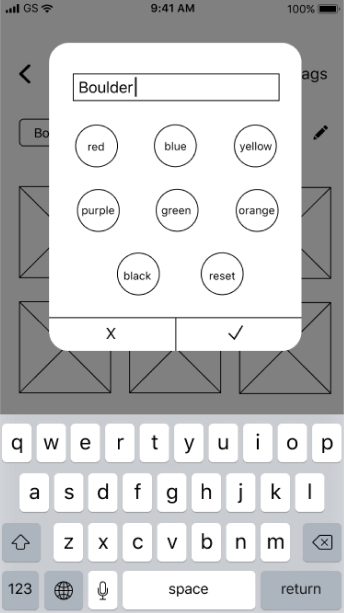 GS 9:41 AM 100%
ags
Boulder
Bo
red blue yellow
purple green orange
black reset
X
q w e r t y u i o p
a s d f g h j k l
z x c v b n m
123 space return